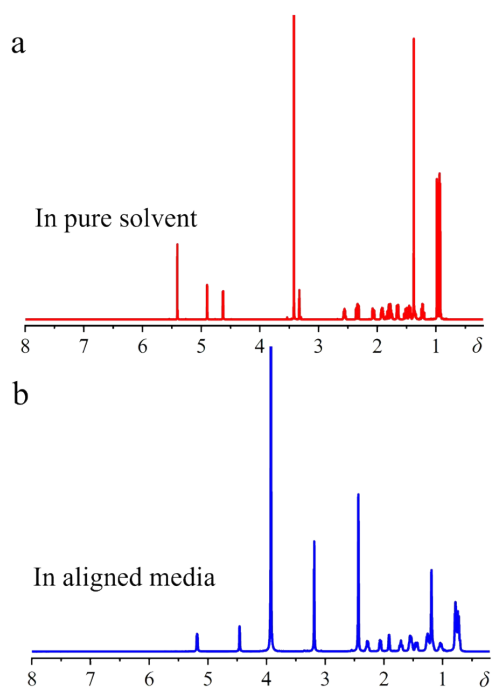 a
In pure solvent
8 7 6 5 4 3 2 1 δ
b
In aligned media
8 7 6 5 4 3 2 1 δ